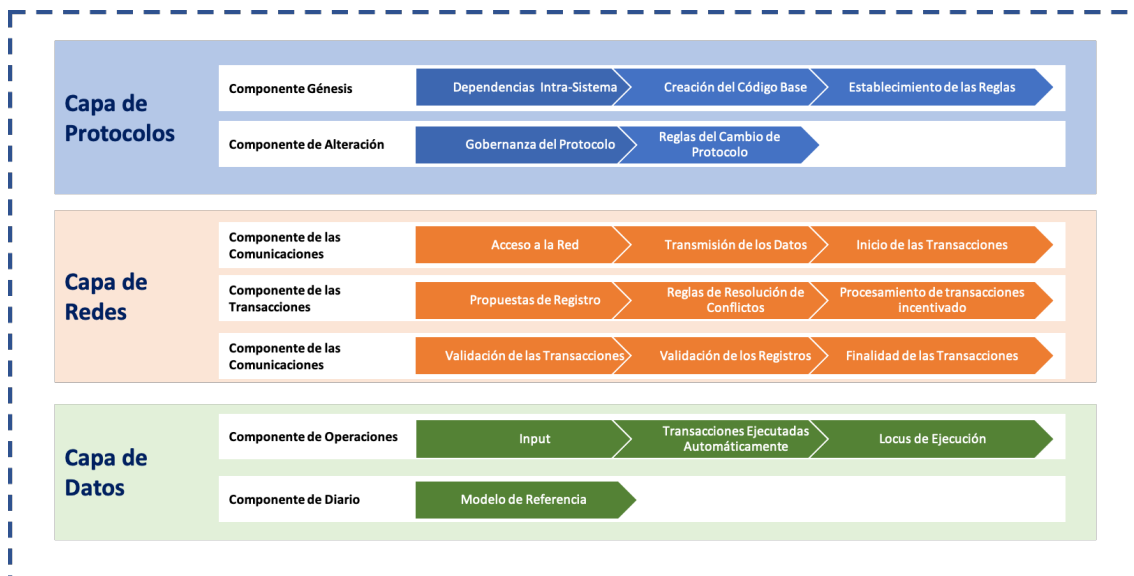 Capa de
Protocolos
Componente Génesis
Dependencias Intra-Sistema
Creación del Código Base
Establecimiento de las Reglas
Componente de Alteración
Gobernanza del Protocolo
Reglas del Cambio de
Protocolo
Capa de
Redes
Componente de las
Comunicaciones
Acceso a la Red
Transmisión de los Datos
Inicio de las Transacciones
Componente de las
Transacciones
Propuestas de Registro
Reglas de Resolución de
Conflictos
Procesamiento de transacciones
incentivado
Componente de las
Comunicaciones
Validación de las Transacciones
Validación de los Registros
Finalidad de las Transacciones
Capa de
Datos
Componente de Operaciones
Input
Transacciones Ejecutadas
Automáticamente
Locus de Ejecución
Componente de Diario
Modelo de Referencia